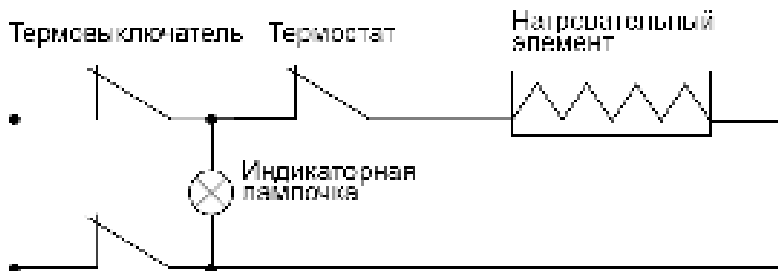 Термовыключатель Термостат
Нагревательный
элемент
Индикаторная
лампочка